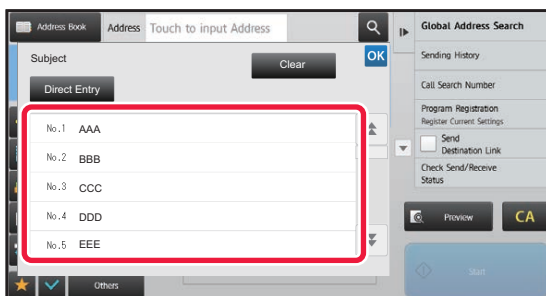 Address Book
Address
Touch to input Address
Global Address Search
Subject
Clear
OK
Sending History
Direct Entry
Call Search Number
No.1 AAA
Program Registration
Register Current Settings
No.2 BBB
Send
Destination Link
No.3 CCC
Check Send/Receive
Status
No.4 DDD
Preview
CA
No.5 EEE
Others
Start